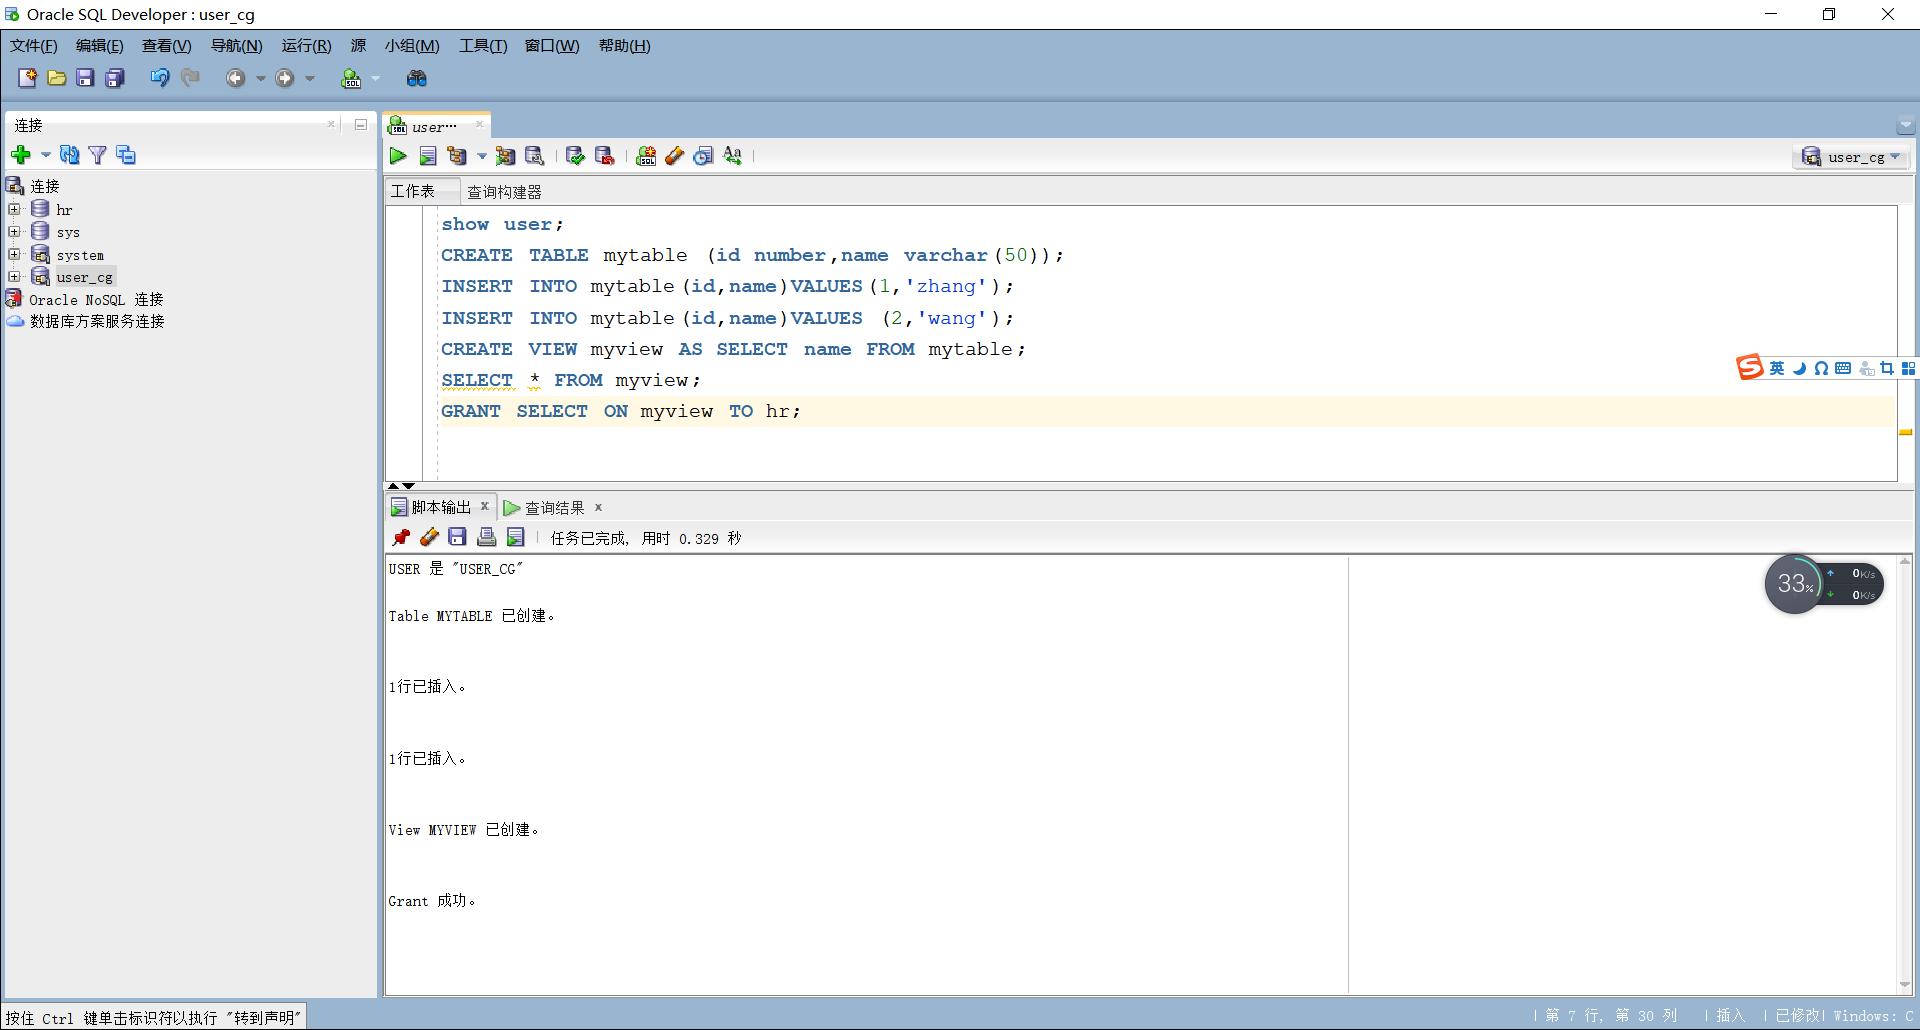 Oracle SQL Developer : user_cg
文件(F) 编辑(E) 查看(V) 导航(N) 运行(R) 源 小组(M) 工具(T) 窗口(W) 帮助(H)
连接
user…
user_cg
连接
hr
sys
system
user_cg
Oracle NoSQL 连接
数据库方案服务连接
工作表 查询构建器
show user;
CREATE TABLE mytable (id number,name varchar(50));
INSERT INTO mytable(id,name)VALUES(1,'zhang');
INSERT INTO mytable(id,name)VALUES (2,'wang');
CREATE VIEW myview AS SELECT name FROM mytable;
SELECT * FROM myview;
GRANT SELECT ON myview TO hr;
英
脚本输出 查询结果
任务已完成, 用时 0.329 秒
USER 是 "USER_CG"
Table MYTABLE 已创建。
1行已插入。
1行已插入。
View MYVIEW 已创建。
Grant 成功。
33%
0K/s
0K/s
按住 Ctrl 键单击标识符以执行 "转到声明"
第 7 行, 第 30 列 | 插入 | 已修改| Windows: C